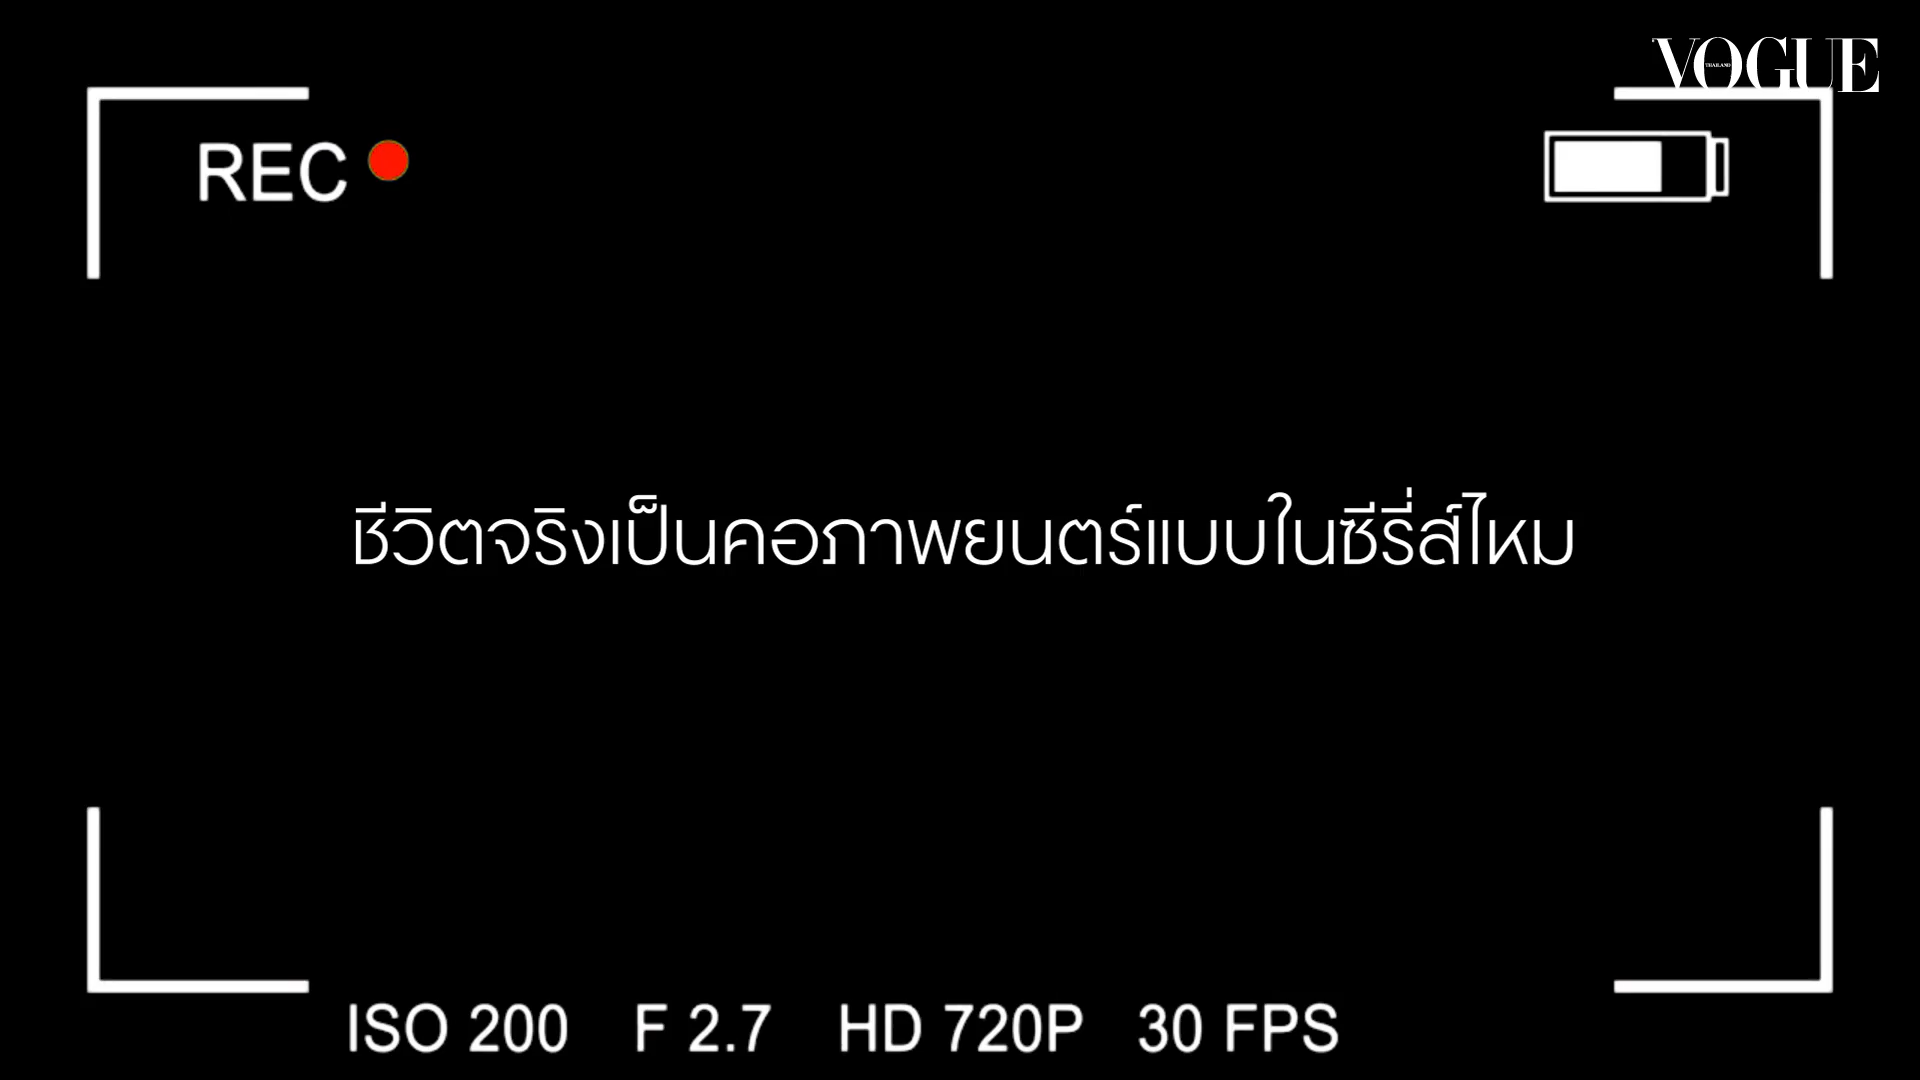 VOGUE
THAILAND
REC
ชีวิตจริงเป็นคอภาพยนตร์แบบในซีรี่ส์ไหม
ISO 200 F 2.7 HD 720P 30 FPS